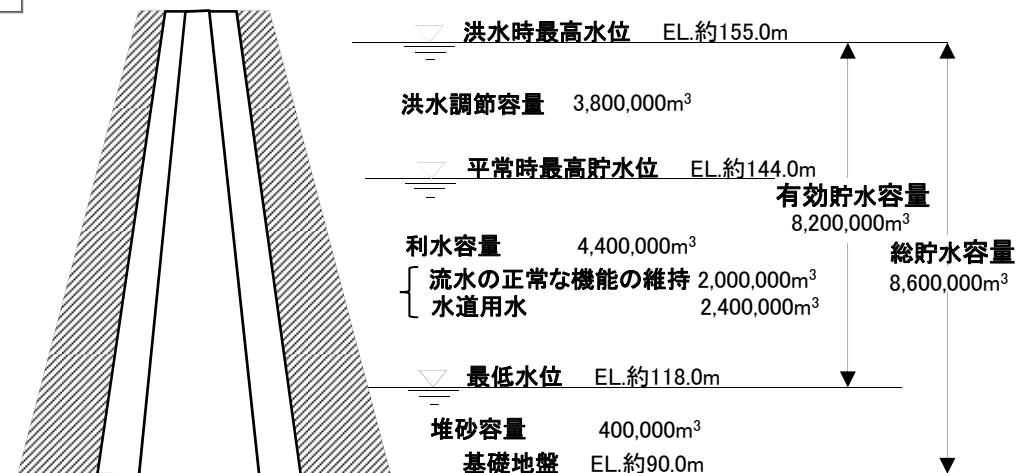 洪水時最高水位 EL.約155.0m
洪水調節容量 3,800,000m³
平常時最高貯水位 EL.約144.0m
有効貯水容量
8,200,000m³
利水容量 4,400,000m³
総貯水容量
8,600,000m³
流水の正常な機能の維持 2,000,000m³
水道用水 2,400,000m³
最低水位 EL.約118.0m
堆砂容量 400,000m³
基礎地盤 EL.約90.0m